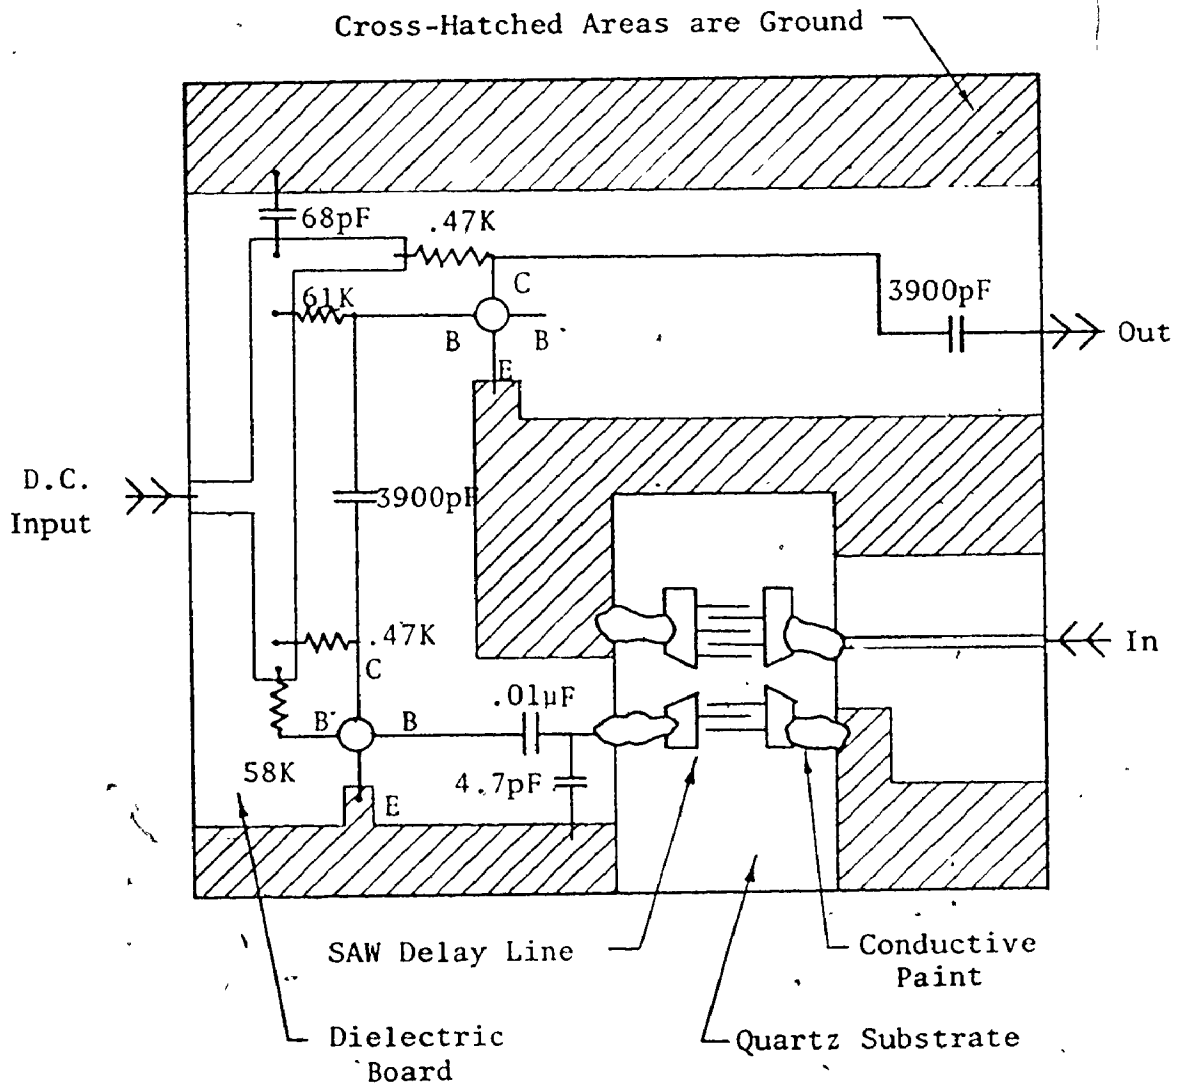 Cross-Hatched Areas are Ground
68pF
.47K
61K
C
3900pF
B
B
Out
E
D.C.
Input
3900pF
.47K
In
C
.01µF
B
B
58K
4.7pF
E
SAW Delay Line
Conductive
Paint
Dielectric
Board
Quartz Substrate